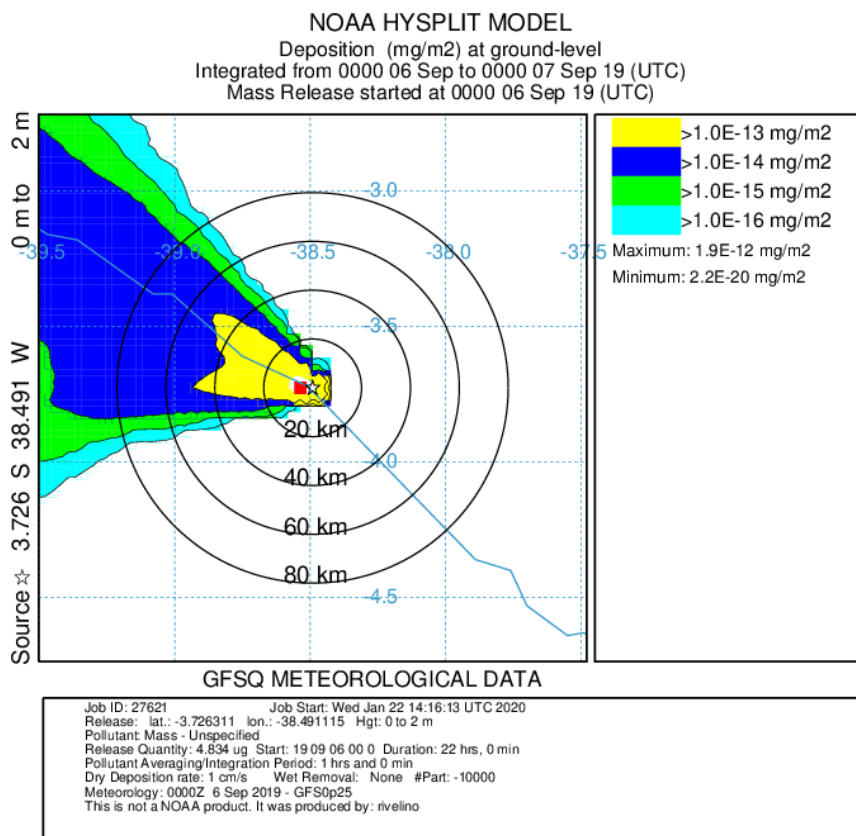 NOAA HYSPLIT MODEL
Deposition (mg/m2) at ground-level
Integrated from 0000 06 Sep to 0000 07 Sep 19 (UTC)
Mass Release started at 0000 06 Sep 19 (UTC)
Source ☆ 3.726 S 38.491 W 0 m to 2 m
-3.0
-39.5 -39.0 -38.5 -38.0 -37.5
-3.5
20 km
-4.0
40 km
60 km
80 km
-4.5
>1.0E-13 mg/m2
>1.0E-14 mg/m2
>1.0E-15 mg/m2
>1.0E-16 mg/m2
Maximum: 1.9E-12 mg/m2
Minimum: 2.2E-20 mg/m2
GFSQ METEOROLOGICAL DATA
Job ID: 27621 Job Start: Wed Jan 22 14:16:13 UTC 2020
Release: lat.: -3.726311 lon.: -38.491115 Hgt: 0 to 2 m
Pollutant: Mass - Unspecified
Release Quantity: 4.834 ug Start: 19 09 06 00 0 Duration: 22 hrs, 0 min
Pollutant Averaging/Integration Period: 1 hrs and 0 min
Dry Deposition rate: 1 cm/s Wet Removal: None #Part: -10000
Meteorology: 0000Z 6 Sep 2019 - GFS0p25
This is not a NOAA product. It was produced by: rivelino